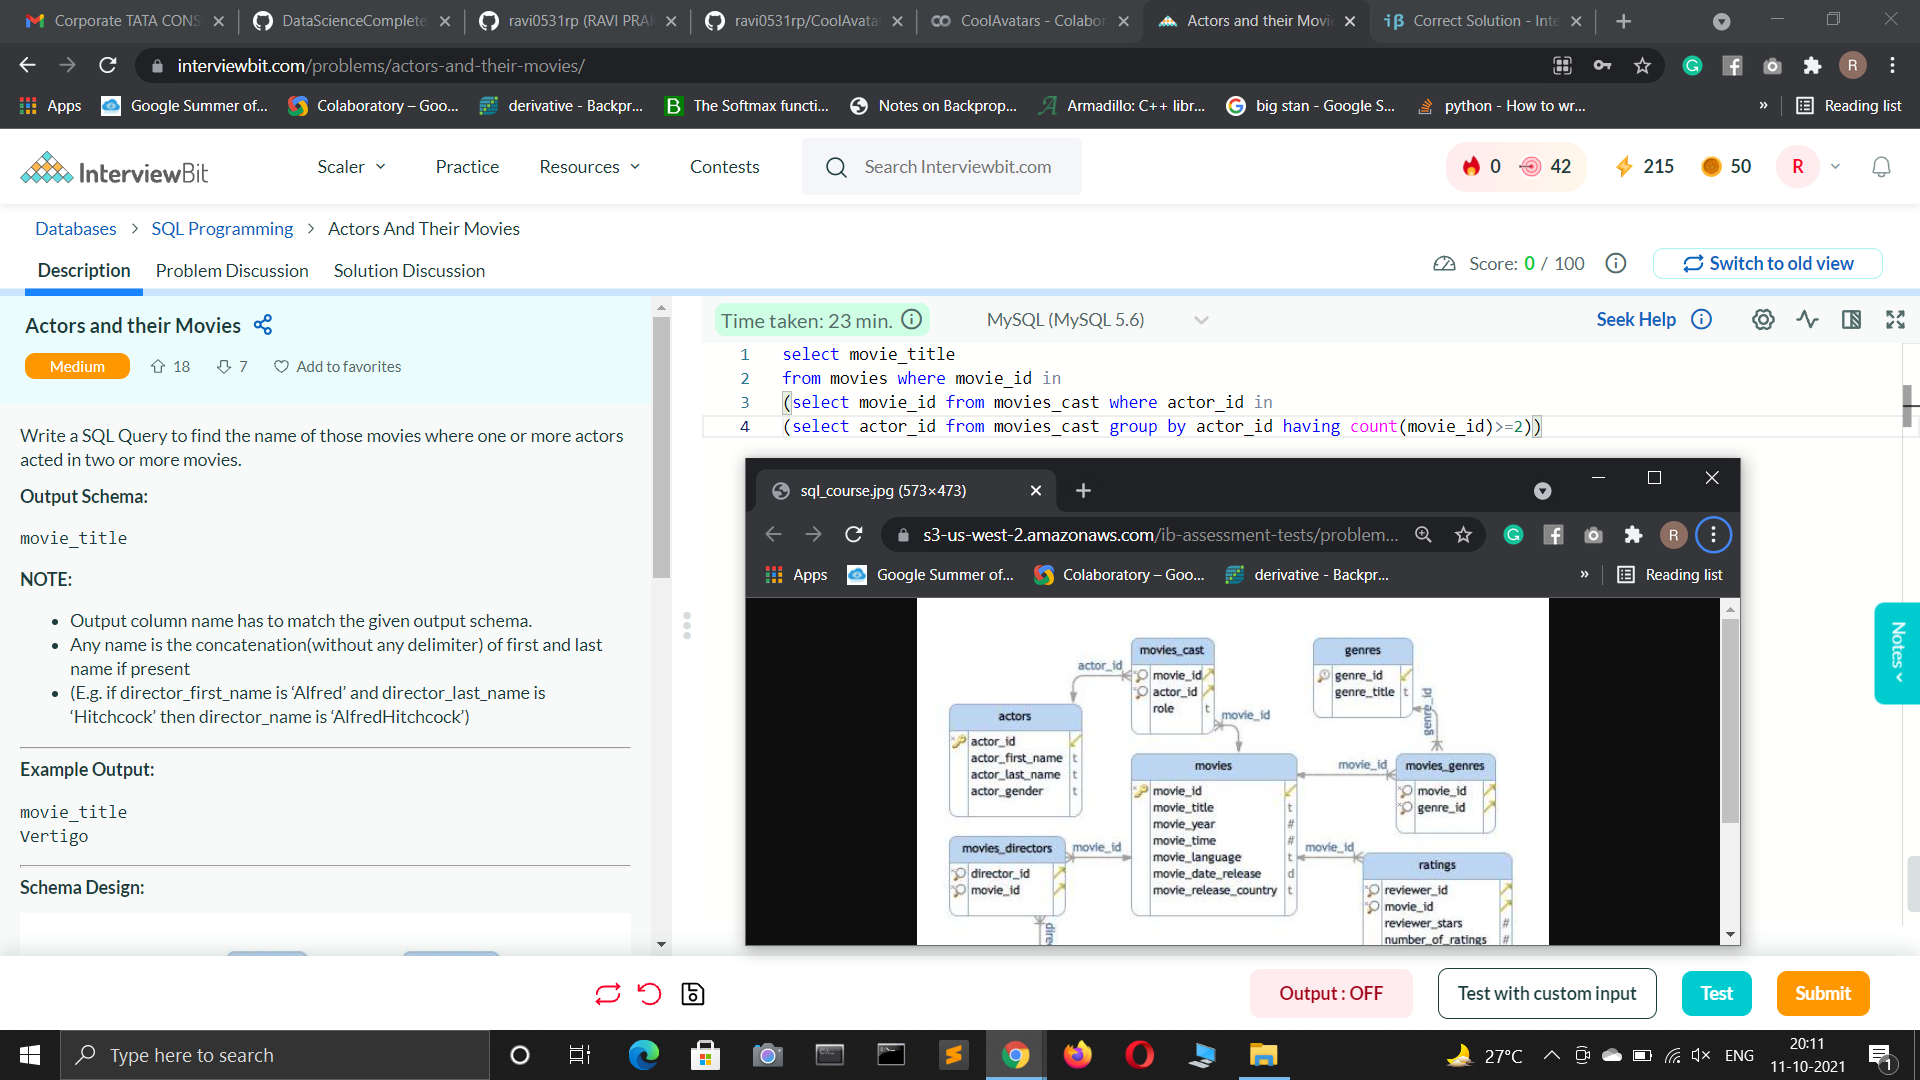 Corporate TATA CONS
DataScienceComplete
ravi0531rp (RAVI PRA
ravi0531rp/CoolAvata
CoolAvatars - Colabor
Actors and their Movi
Correct Solution - Inte
interviewbit.com/problems/actors-and-their-movies/
R
Apps
Google Summer of...
Colaboratory – Goo...
derivative - Backpr...
The Softmax functi...
Notes on Backprop...
Armadillo: C++ libr...
big stan - Google S...
python - How to wr...
»
Reading list
InterviewBit
Scaler
Practice
Resources
Contests
Search Interviewbit.com
0
42
215
50
R
Databases > SQL Programming > Actors And Their Movies
Description
Problem Discussion
Solution Discussion
Score: 0 / 100
Switch to old view
Actors and their Movies
Medium
18
7
Add to favorites
Write a SQL Query to find the name of those movies where one or more actors
acted in two or more movies.
Output Schema:
movie_title
NOTE:
• Output column name has to match the given output schema.
• Any name is the concatenation(without any delimiter) of first and last
name if present
• (E.g. if director_first_name is ‘Alfred’ and director_last_name is
‘Hitchcock’ then director_name is ‘AlfredHitchcock’)
Example Output:
movie_title
Vertigo
Schema Design:
Time taken: 23 min.
MySQL (MySQL 5.6)
Seek Help
1 select movie_title
2 from movies where movie_id in
3 (select movie_id from movies_cast where actor_id in
4 (select actor_id from movies_cast group by actor_id having count(movie_id)>=2))
sql_course.jpg (573×473)
s3-us-west-2.amazonaws.com/ib-assessment-tests/problem...
R
Apps
Google Summer of...
Colaboratory – Goo...
derivative - Backpr...
»
Reading list
movies_cast
movie_id
actor_id
role t
actor_id
movie_id
genres
genre_id
genre_title t
genre_id
actors
actor_id
actor_first_name t
actor_last_name t
actor_gender t
movies
movie_id
movie_title t
movie_year #
movie_time #
movie_language t
movie_date_release d
movie_release_country t
movie_id
movies_genres
movie_id
genre_id
movies_directors
director_id
movie_id
movie_id
movie_id
ratings
reviewer_id
movie_id
reviewer_stars #
number_of_ratings #
Notes
Output : OFF
Test with custom input
Test
Submit
Type here to search
27°C
ENG
20:11
11-10-2021
1